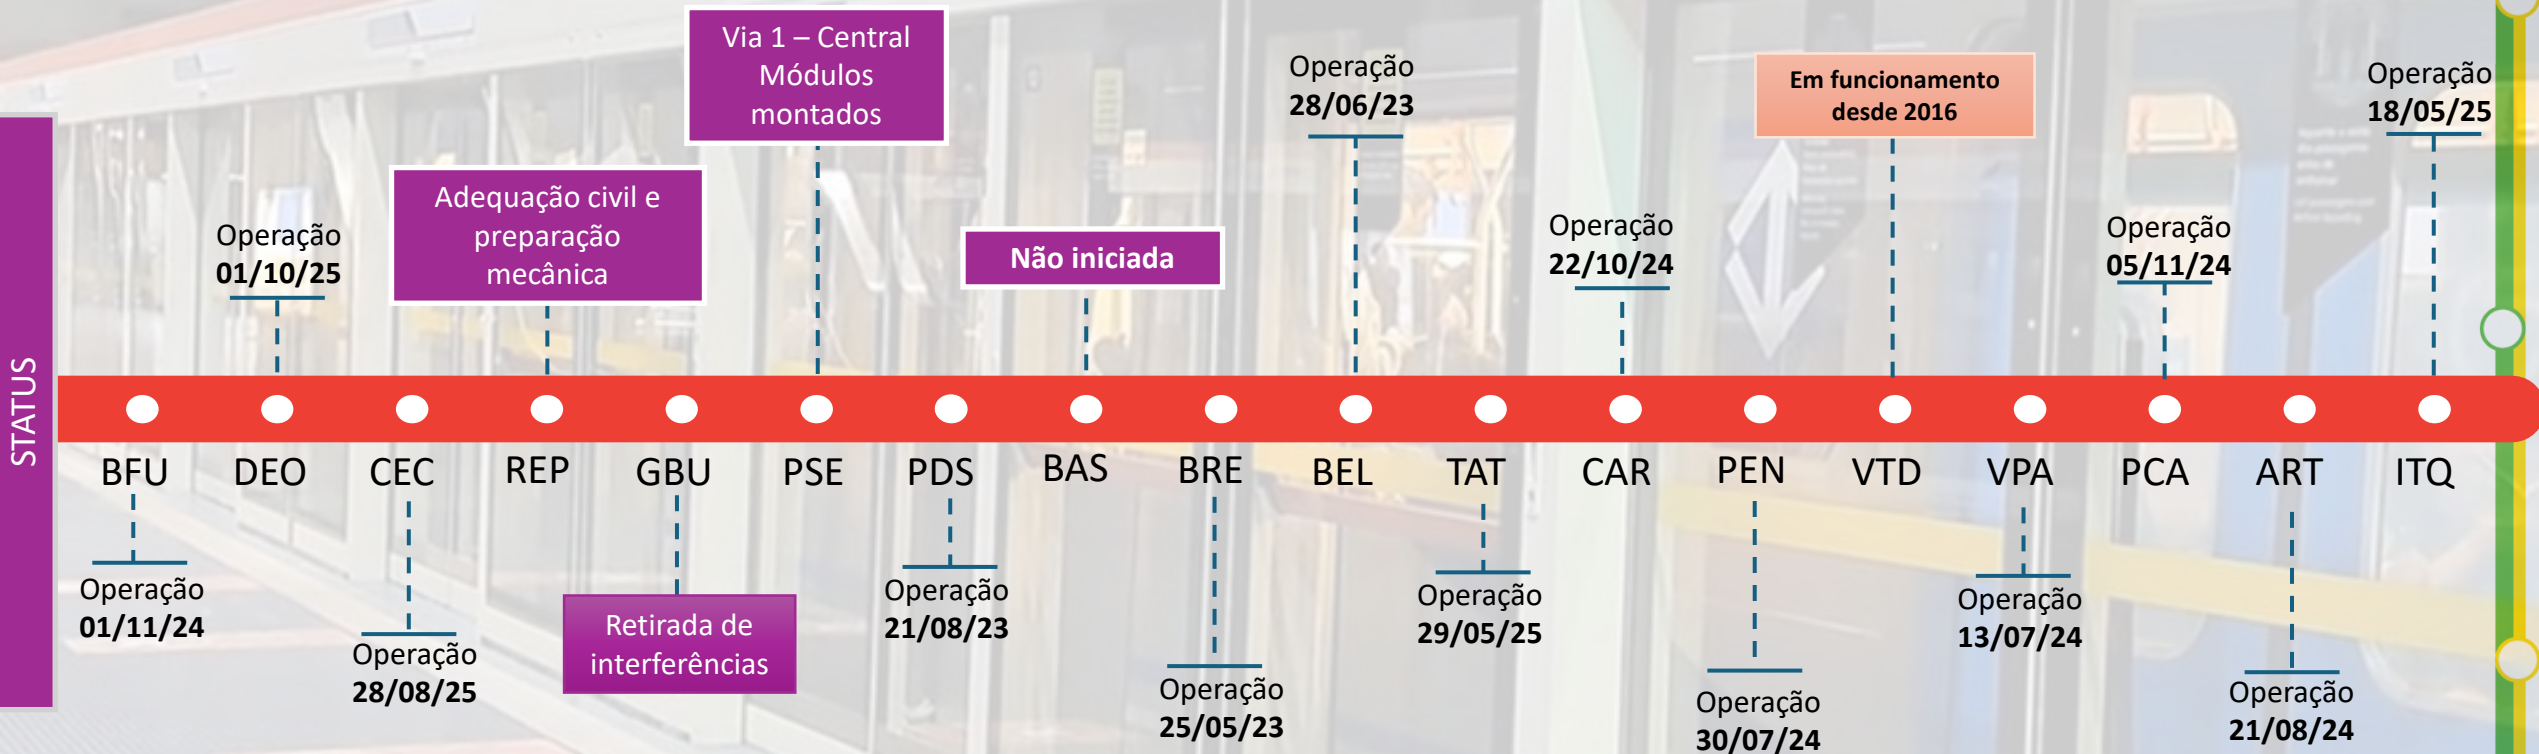 STATUS
Via 1 – Central
Módulos
montados
Operação
28/06/23
Em funcionamento
desde 2016
Operação
18/05/25
Adequação civil e
preparação
mecânica
Operação
01/10/25
Não iniciada
Operação
22/10/24
Operação
05/11/24
BFU DEO CEC REP GBU PSE PDS BAS BRE BEL TAT CAR PEN VTD VPA PCA ART ITQ
Operação
01/11/24
Operação
28/08/25
Retirada de
interferências
Operação
21/08/23
Operação
25/05/23
Operação
29/05/25
Operação
30/07/24
Operação
13/07/24
Operação
21/08/24